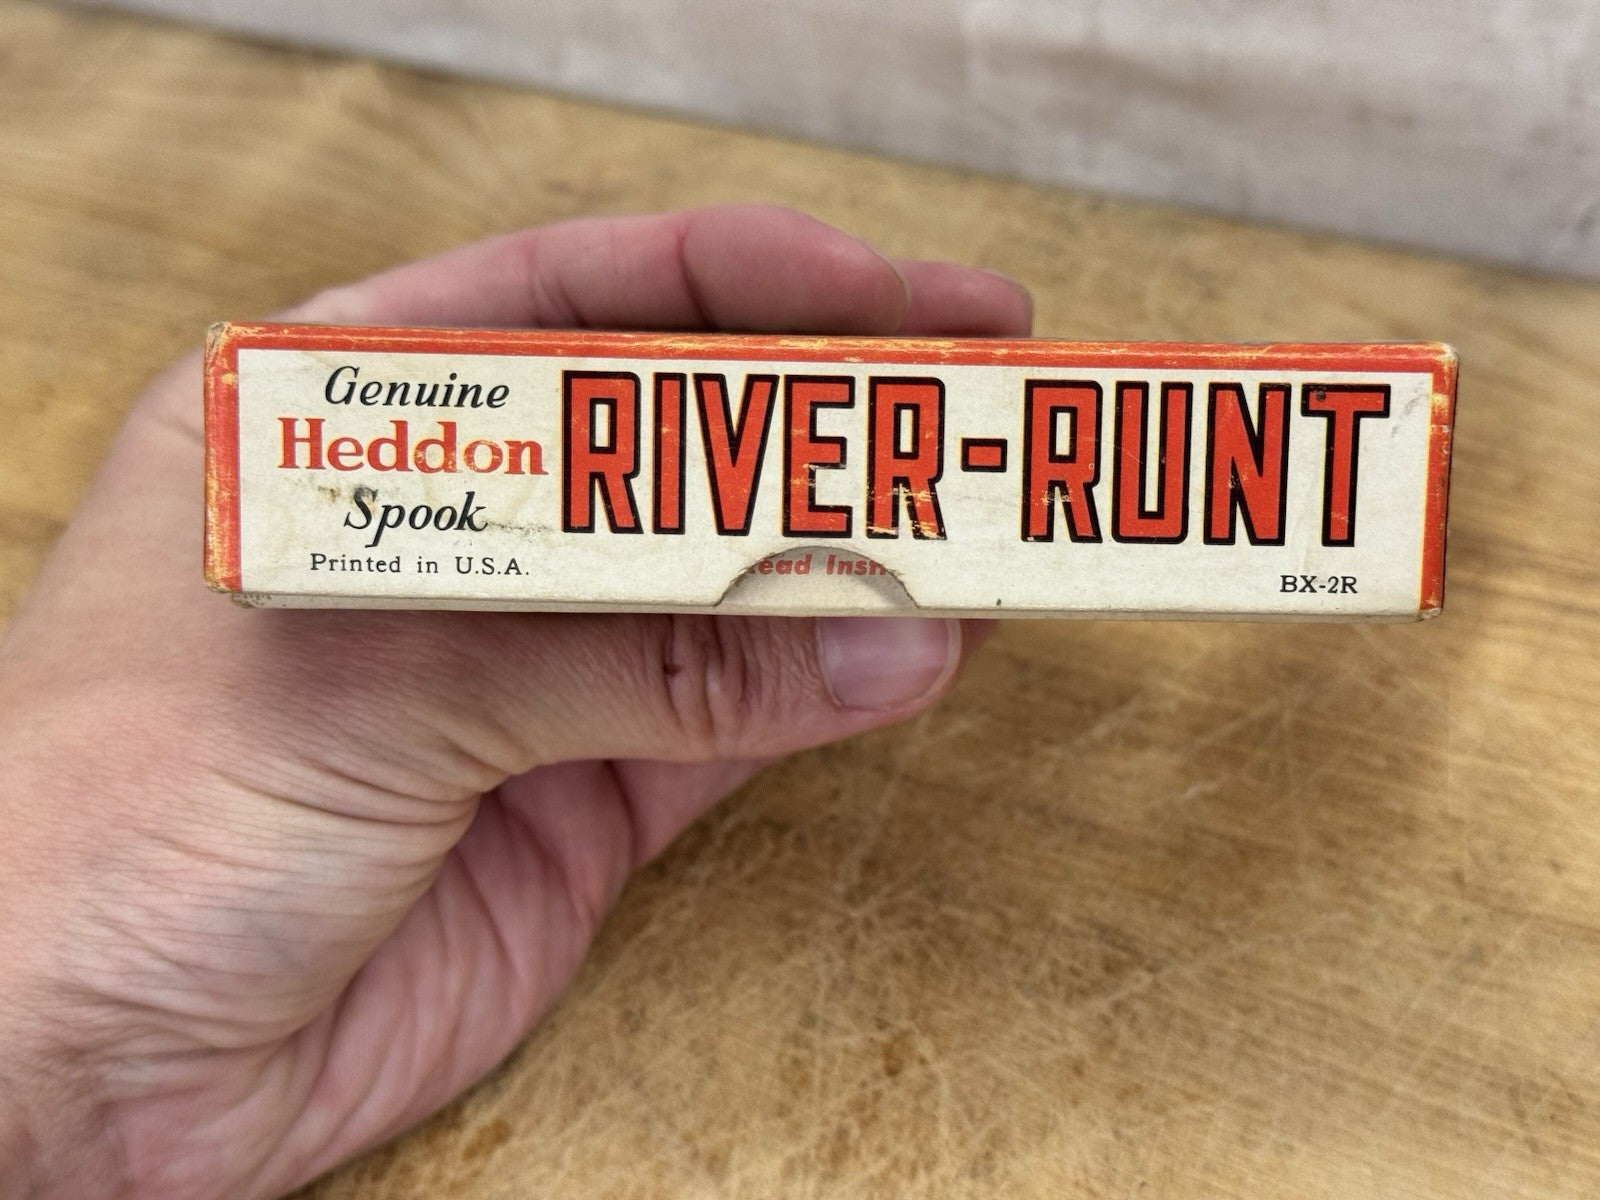 Genuine
Heddon
Spook
RIVER-RUNT
Printed in U.S.A.
BX-2R